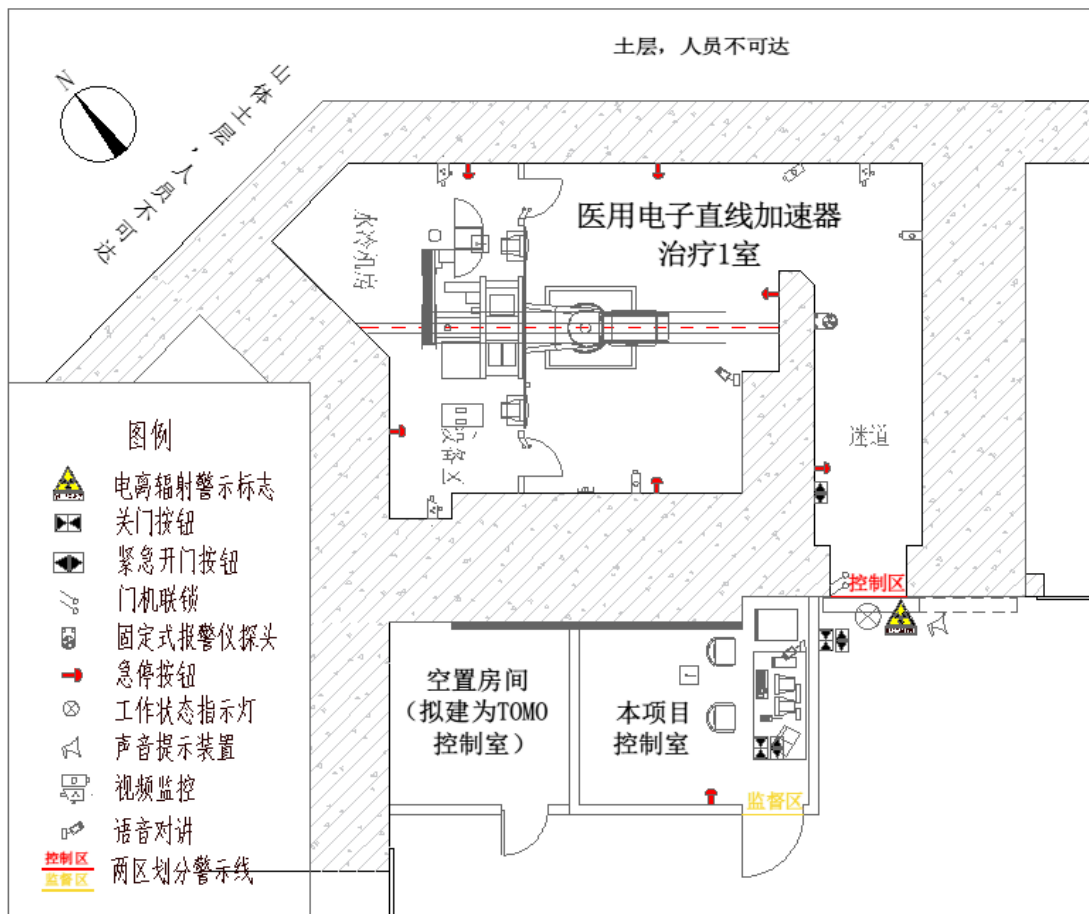 土层，人员不可达
N
山体土层，人员不可达
医用电子直线加速器
治疗1室
水冷机房
设备区
迷道
控制区
空置房间
（拟建为TOMO
控制室）
本项目
控制室
监督区
图例
电离辐射警示标志
关门按钮
紧急开门按钮
门机联锁
固定式报警仪探头
急停按钮
工作状态指示灯
声音提示装置
视频监控
语音对讲
控制区
监督区
两区划分警示线